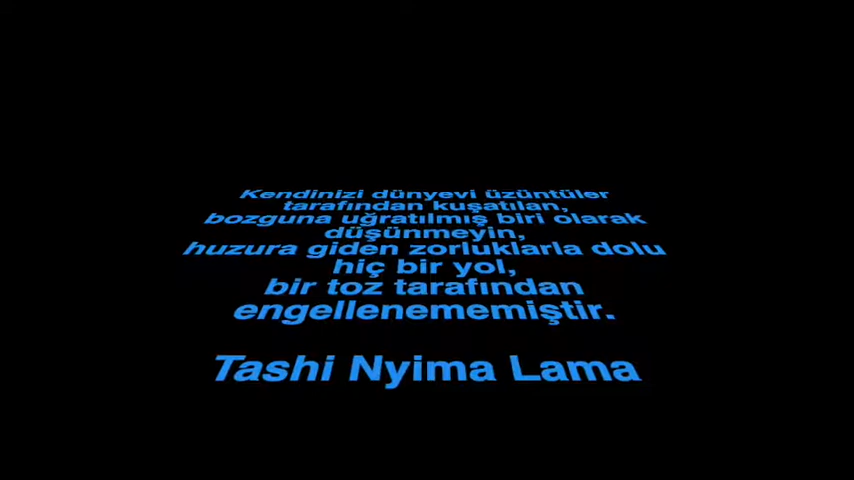 Kendinizi dünyevi üzüntüler
tarafından kuşatılan,
bozguna uğratılmış biri olarak
düşünmeyin,
huzura giden zorluklarla dolu
hiç bir yol,
bir toz tarafından
engellenememiştir.
Tashi Nyima Lama